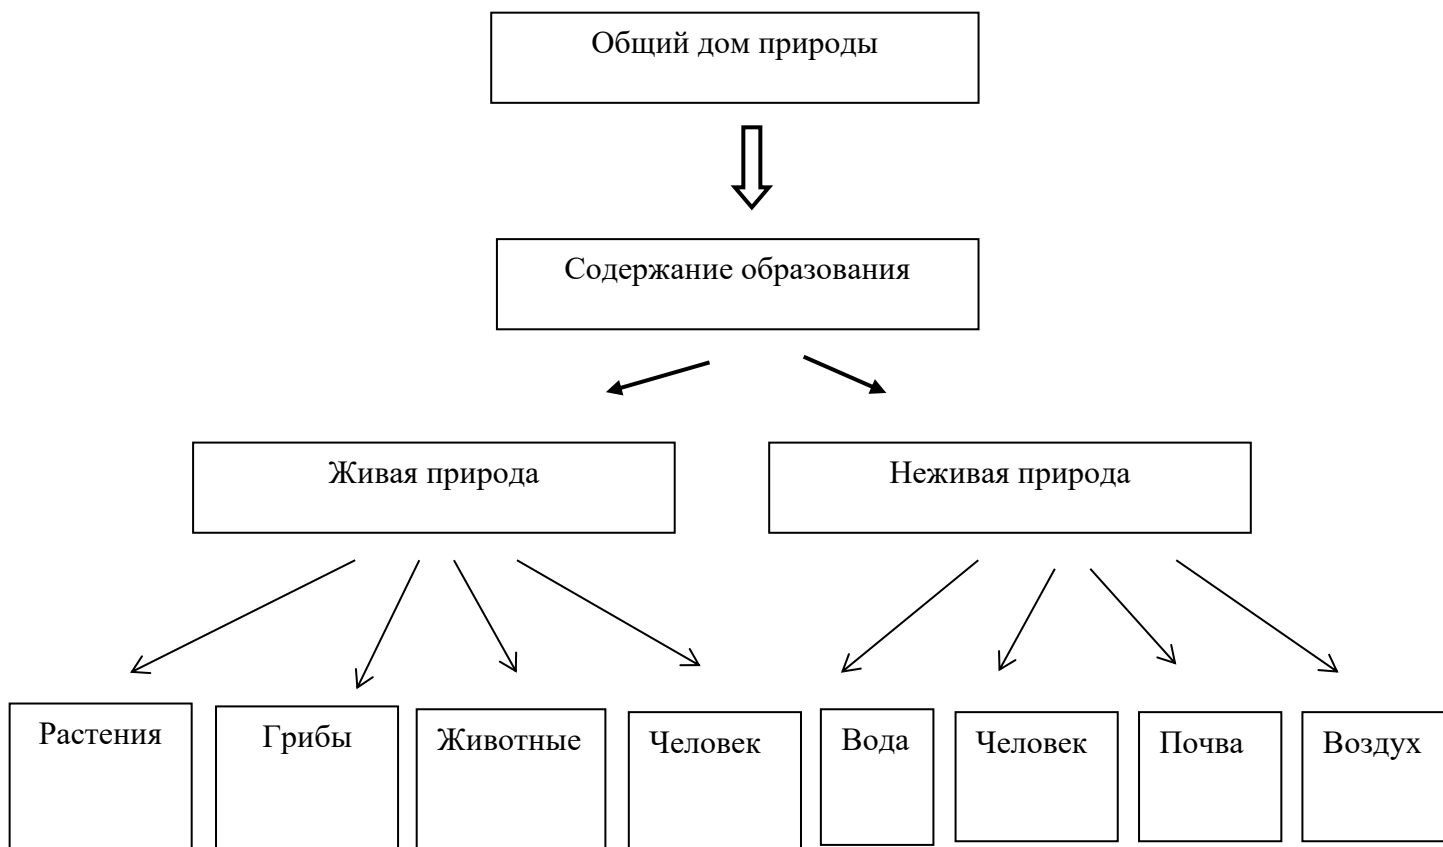 Общий дом природы
Содержание образования
Живая природа
Неживая природа
Растения
Грибы
Животные
Человек
Вода
Человек
Почва
Воздух